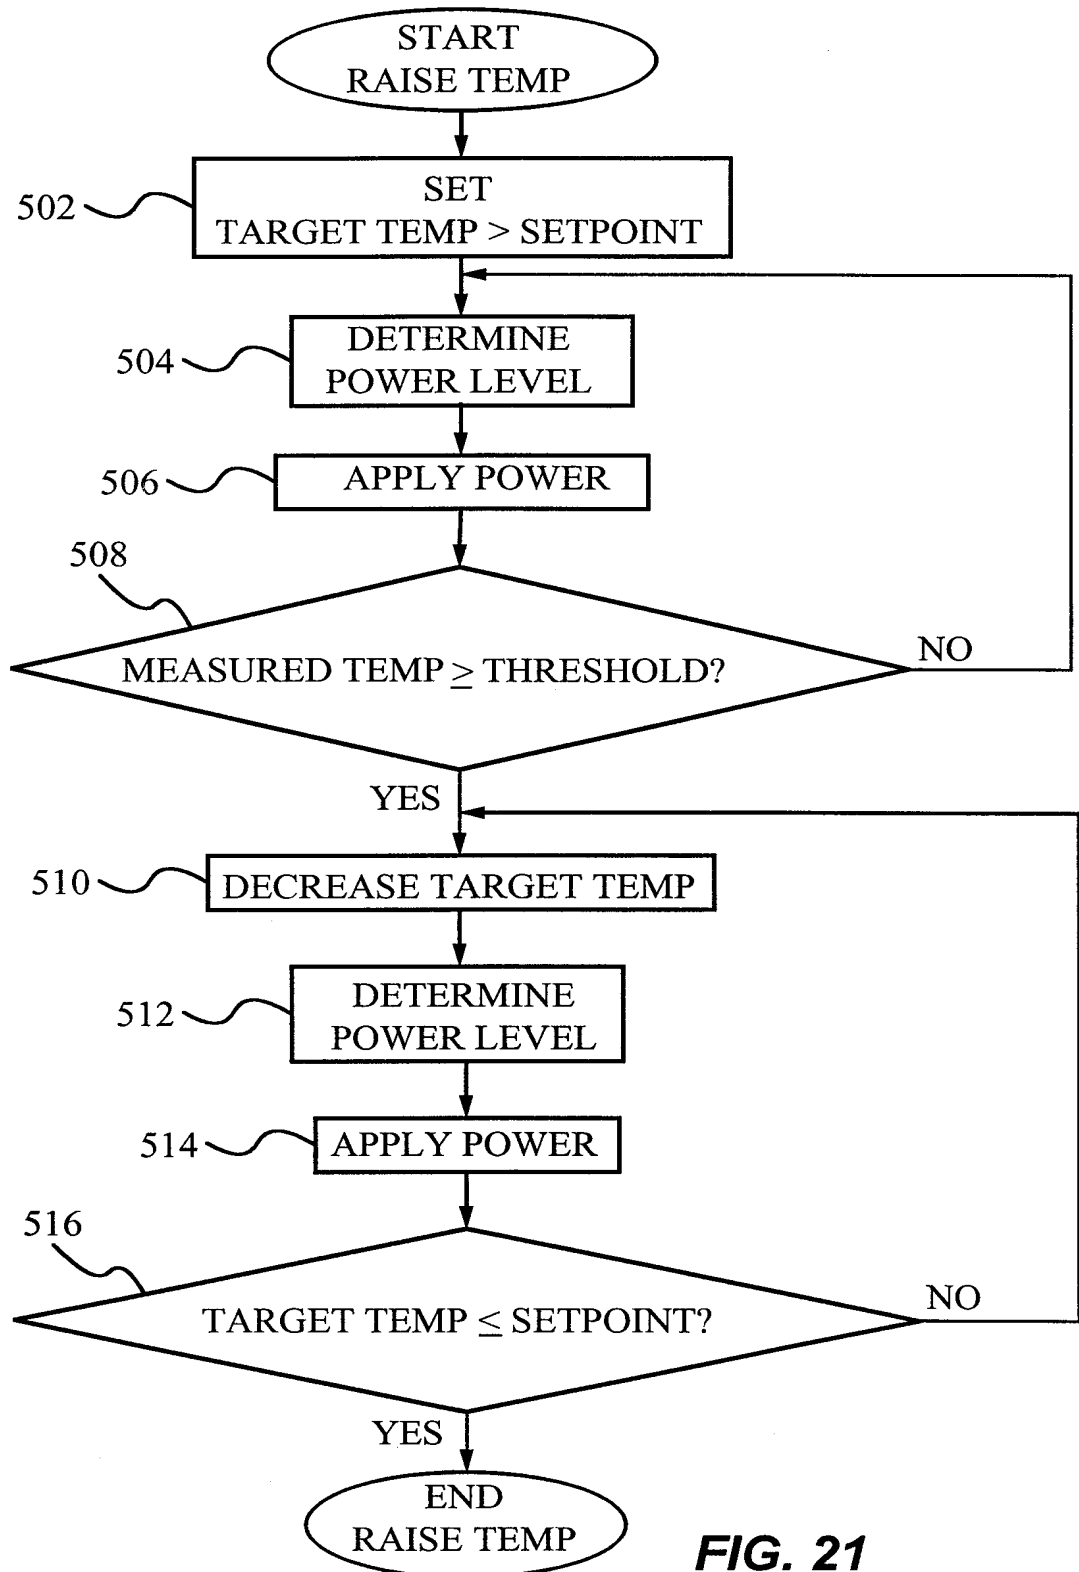 START
RAISE TEMP
502
SET
TARGET TEMP > SETPOINT
504
DETERMINE
POWER LEVEL
506
APPLY POWER
508
MEASURED TEMP ≥ THRESHOLD?
NO
YES
510
DECREASE TARGET TEMP
512
DETERMINE
POWER LEVEL
514
APPLY POWER
516
TARGET TEMP ≤ SETPOINT?
NO
YES
END
RAISE TEMP
FIG. 21